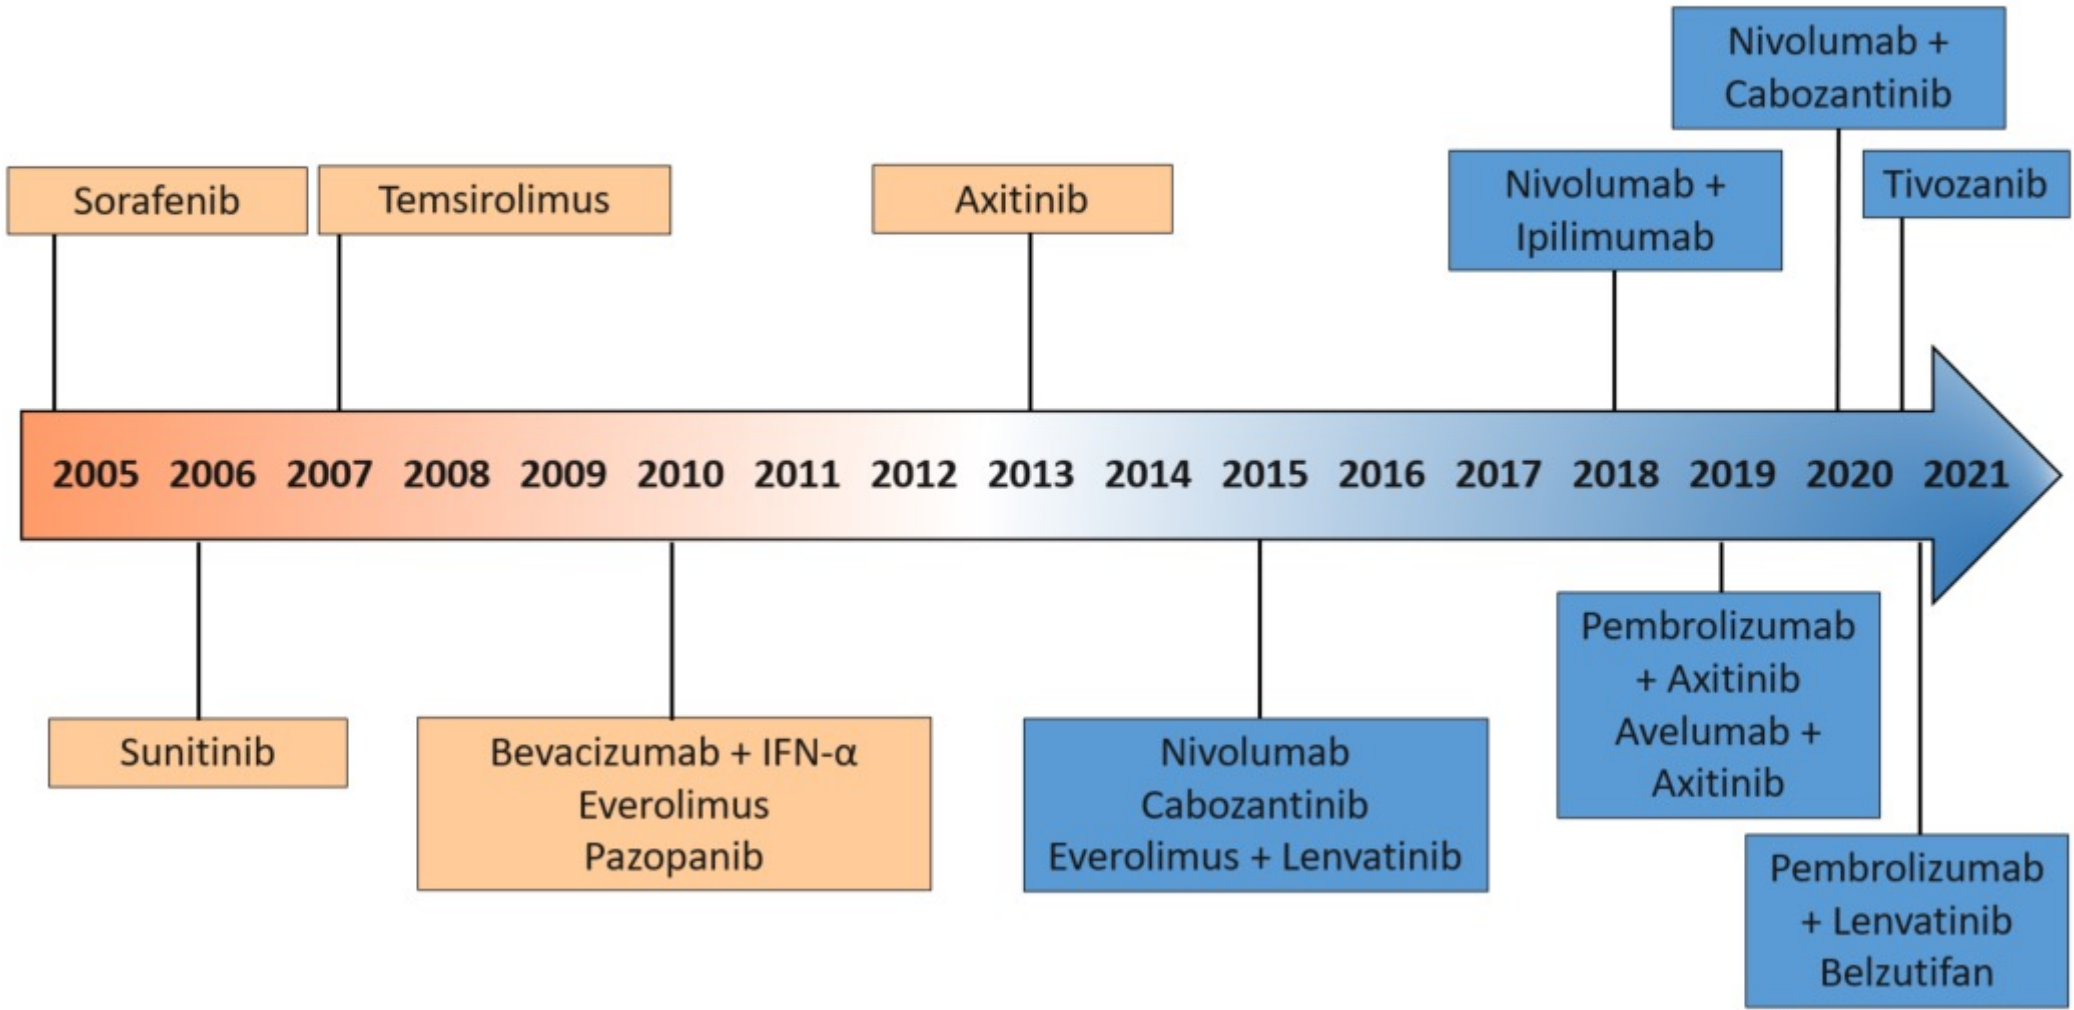 Nivolumab +
Cabozantinib
Sorafenib
Temsirolimus
Axitinib
Nivolumab +
Ipilimumab
Tivozanib
2005 2006 2007 2008 2009 2010 2011 2012 2013 2014 2015 2016 2017 2018 2019 2020 2021
Sunitinib
Bevacizumab + IFN-α
Everolimus
Pazopanib
Nivolumab
Cabozantinib
Everolimus + Lenvatinib
Pembrolizumab
+ Axitinib
Avelumab +
Axitinib
Pembrolizumab
+ Lenvatinib
Belzutifan